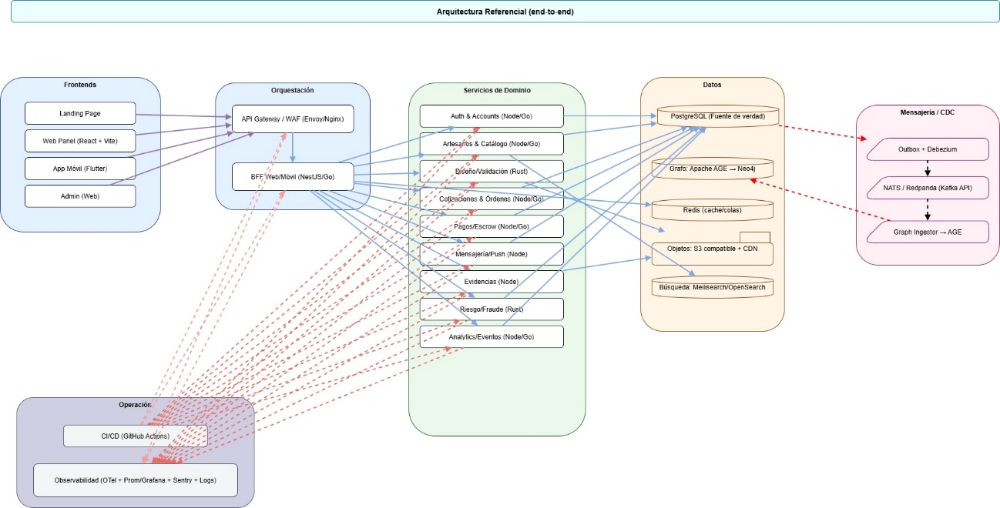 Arquitectura Referencial (end-to-end)
Frontends
Landing Page
Web Panel (React + Vite)
App Móvil (Flutter)
Admin (Web)
Orquestación
API Gateway / WAF (Envoy/Nginx)
BFF Web/Móvil (NestJS/Go)
Servicios de Dominio
Auth & Accounts (Node/Go)
Artesanos & Catálogo (Node/Go)
Diseño/Validación (Rust)
Cotizaciones & Órdenes (Node/Go)
Pagos/Escrow (Node/Go)
Mensajería/Push (Node)
Evidencias (Node)
Riesgo/Fraude (Rust)
Analytics/Eventos (Node/Go)
Datos
PostgreSQL (Fuente de verdad)
Grafo: Apache AGE → Neo4j
Redis (cache/colas)
Objetos: S3 compatible + CDN
Búsqueda: Meilisearch/OpenSearch
Mensajería / CDC
Outbox + Debezium
NATS / Redpanda (Kafka API)
Graph Ingestor → AGE
Operación
CI/CD (GitHub Actions)
Observabilidad (OTel + Prom/Grafana + Sentry + Logs)